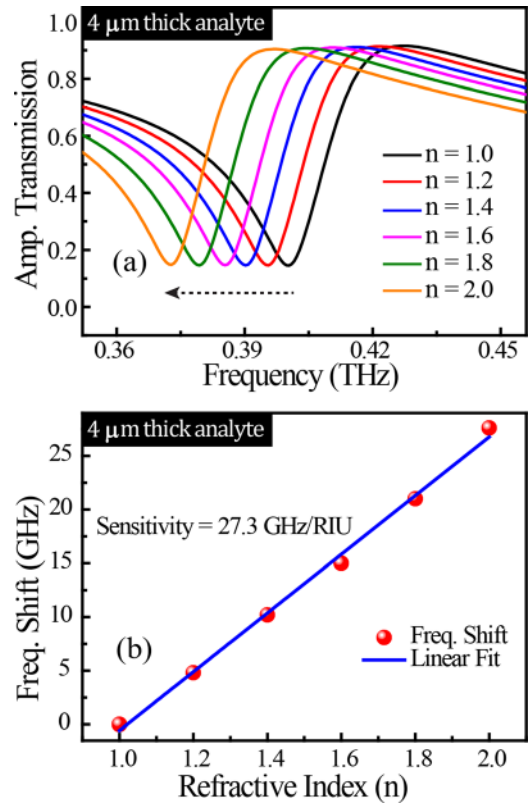 4 μm thick analyte
1.0
0.8
0.6
0.4
0.2
0.0
Amp. Transmission
(a)
n = 1.0
n = 1.2
n = 1.4
n = 1.6
n = 1.8
n = 2.0
0.36 0.39 0.42 0.45
Frequency (THz)
4 μm thick analyte
25
20
15
10
5
0
Freq. Shift (GHz)
Sensitivity = 27.3 GHz/RIU
(b)
Freq. Shift
Linear Fit
1.0 1.2 1.4 1.6 1.8 2.0
Refractive Index (n)